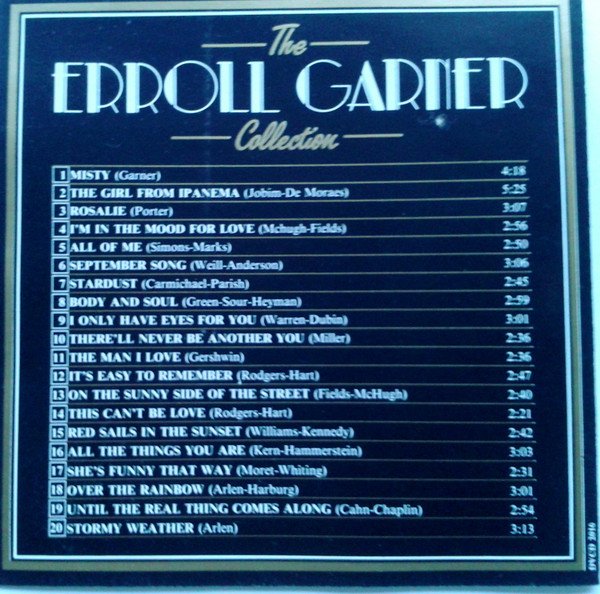 The
ERROLL GARNER
Collection
1 MISTY (Garner) 4:18
2 THE GIRL FROM IPANEMA (Jobim-De Moraes) 5:25
3 ROSALIE (Porter) 3:07
4 I'M IN THE MOOD FOR LOVE (Mchugh-Fields) 2:56
5 ALL OF ME (Simons-Marks) 2:50
6 SEPTEMBER SONG (Weill-Anderson) 3:06
7 STARDUST (Carmichael-Parish) 2:45
8 BODY AND SOUL (Green-Sour-Heyman) 2:59
9 I ONLY HAVE EYES FOR YOU (Warren-Dubin) 3:01
10 THERE'LL NEVER BE ANOTHER YOU (Miller) 2:36
11 THE MAN I LOVE (Gershwin) 2:36
12 IT'S EASY TO REMEMBER (Rodgers-Hart) 2:47
13 ON THE SUNNY SIDE OF THE STREET (Fields-McHugh) 2:40
14 THIS CAN'T BE LOVE (Rodgers-Hart) 2:21
15 RED SAILS IN THE SUNSET (Williams-Kennedy) 2:42
16 ALL THE THINGS YOU ARE (Kern-Hammerstein) 3:03
17 SHE'S FUNNY THAT WAY (Moret-Whiting) 2:31
18 OVER THE RAINBOW (Arlen-Harburg) 3:01
19 UNTIL THE REAL THING COMES ALONG (Cahn-Chaplin) 2:54
20 STORMY WEATHER (Arlen) 3:13
DVCD 2016